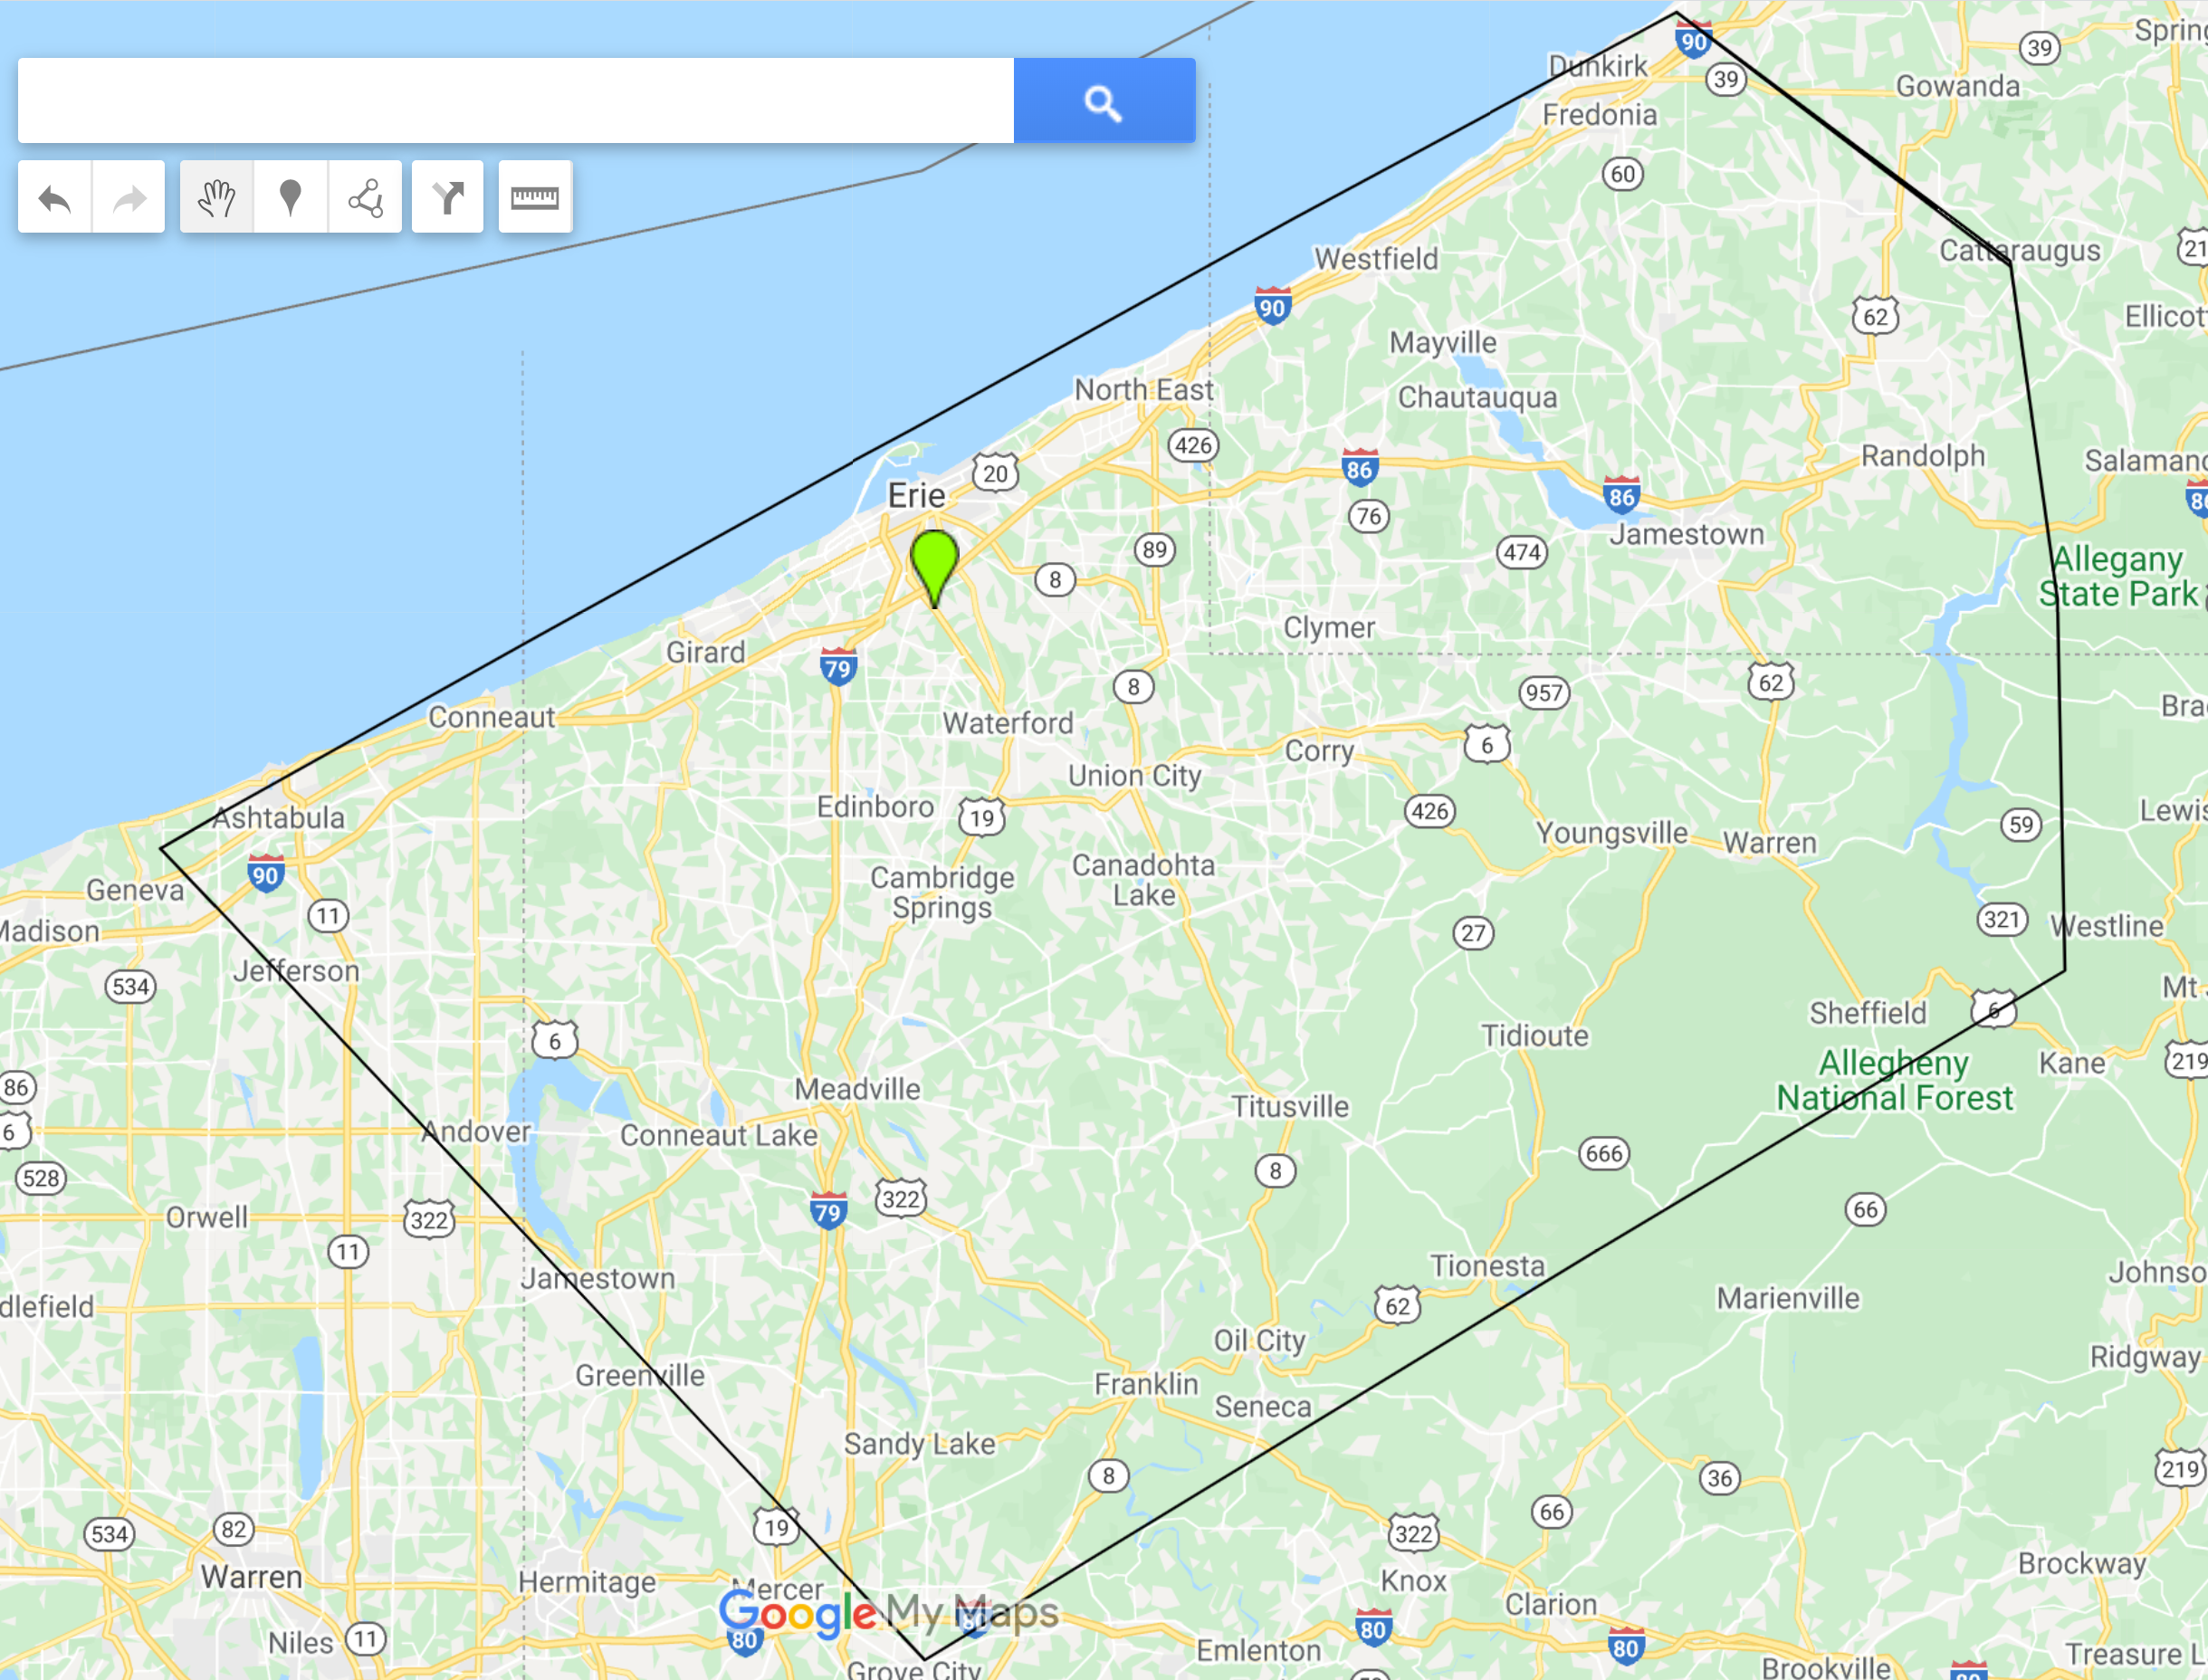 90
39
Spring
Dunkirk
39
Gowanda
Fredonia
60
Westfield
Cattaraugus
21
90
62
Ellicot
Mayville
North East
Chautauqua
426
20
86
Randolph
Salamanc
Erie
86
86
76
Jamestown
89
474
Allegany
State Park
8
Clymer
Girard
79
8
957
62
Conneaut
Waterford
Bra
6
Corry
Union City
Edinboro
19
426
59
Lewis
Ashtabula
Youngsville
Warren
90
Geneva
Canadohta
Lake
Cambridge
Springs
11
27
321
Westline
Madison
Jefferson
534
Mt
Sheffield
6
6
Tidioute
Allegheny
National Forest
Kane
219
86
Meadville
Titusville
6
Andover
Conneaut Lake
666
528
8
322
79
66
Orwell
322
11
Tionesta
Johnso
Jamestown
Marienville
dlefield
62
Oil City
Greenville
Franklin
Ridgway
Seneca
Sandy Lake
8
36
219
19
66
534
82
322
Brockway
Warren
Hermitage
Mercer
Knox
Google My Maps
80
Clarion
80
80
80
Niles
11
Emlenton
Treasure L
Grove City
Brookville
80